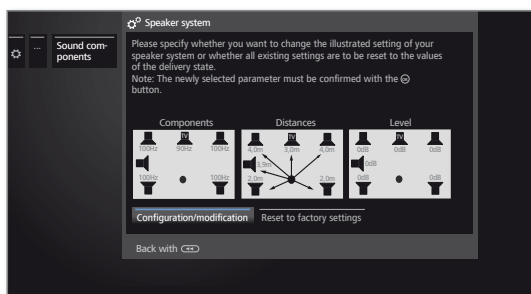 Speaker system
...
Sound com-
ponents
Please specify whether you want to change the illustrated setting of your
speaker system or whether all existing settings are to be reset to the values
of the delivery state.
Note: The newly selected parameter must be confirmed with the OK
button.
Components Distances Level
TV TV TV
100Hz 90Hz 100Hz 4,0m 3,0m 4,0m 0dB 0dB 0dB
3,9m 0dB
100Hz 100Hz 2,0m 2,0m 0dB 0dB
Configuration/modification Reset to factory settings
Back with